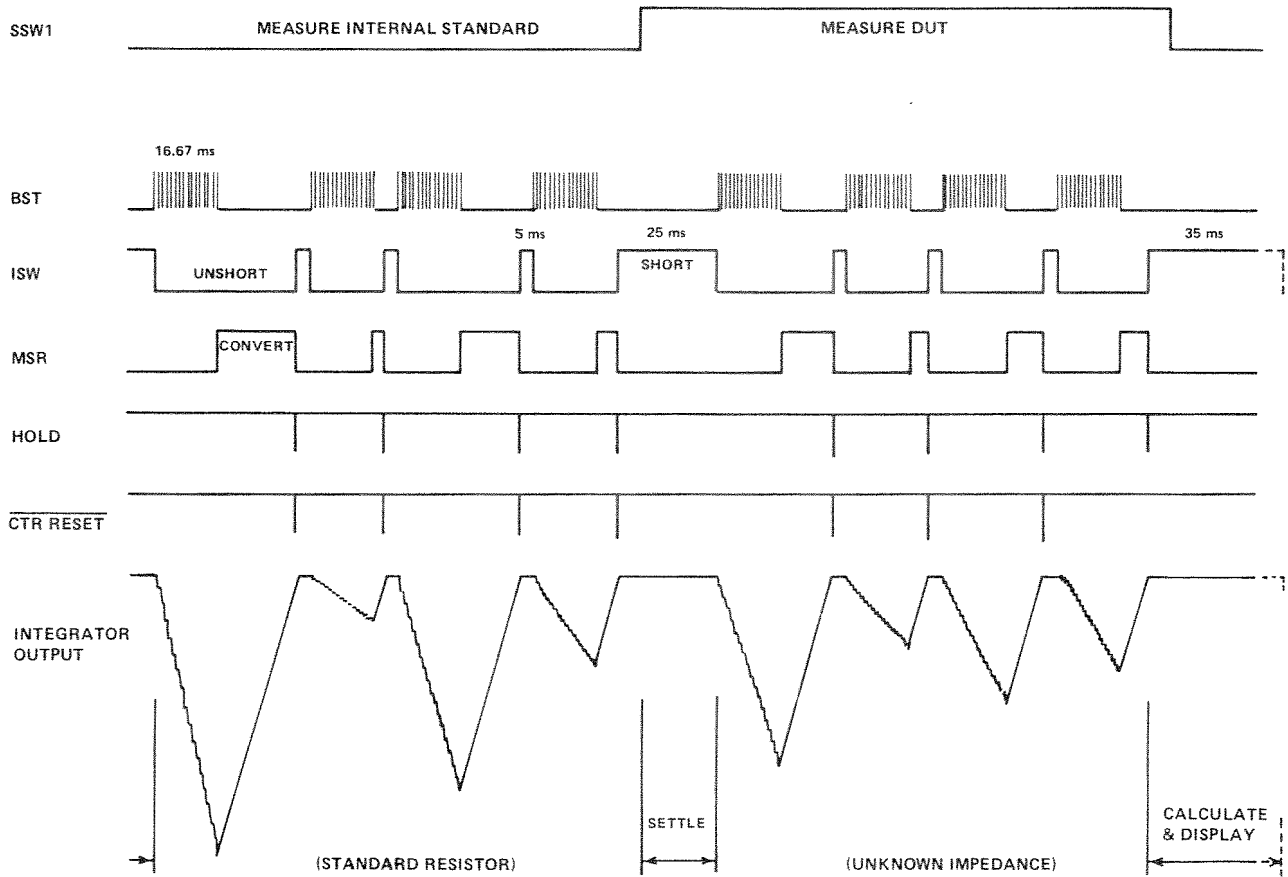 SSW1
MEASURE INTERNAL STANDARD
MEASURE DUT
16.67 ms
BST
5 ms
25 ms
35 ms
ISW
UNSHORT
SHORT
MSR
CONVERT
HOLD
CTR RESET
INTEGRATOR
OUTPUT
SETTLE
CALCULATE
& DISPLAY
(STANDARD RESISTOR)
(UNKNOWN IMPEDANCE)